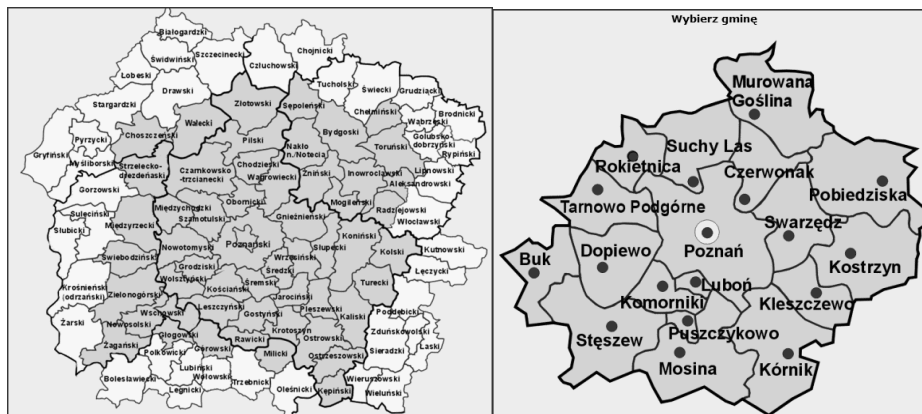 Białogardzki
Świdwiński
Szczecinecki
Chojnicki
Człuchowski
Łobeski
Drawski
Tucholski
Świecki
Grudziącki
Stargardzki
Złotowski
Sępoleński
Chełmiński
Brodnicki
Wąbrzeski
Choszczeński
Wałecki
Bydgoski
Golubsko-
dobrzyński
Pyrzycki
Pilski
Toruński
Rypiński
Gryfiński
Myśliborski
Nakło
n./Notecią
Strzelecko-
drezdeński
Chodzieski
Lipnowski
Czarnkowsko
-trzcianecki
Wągrowiecki
Żniński
Inowrocławski
Aleksandrowski
Gorzowski
Obornicki
Mogileński
Międzychodzki
Radziejowski
Sulęciński
Szamotulski
Gnieźnieński
Włocławski
Słubicki
Międzyrzecki
Koniński
Nowotomyski
Poznański
Słupecki
Kolski
Kutnowski
Świebodziński
Wrzesiński
Grodziski
Średzki
Łęczycki
Wolsztyński
Kościański
Śremski
Turecki
Krośnieński
(odrzański)
Zielonogórski
Jarociński
Leszczyński
Pleszewski
Poddębicki
Wschowski
Gostyński
Kaliski
Żarski
Nowosolski
Krotoszyn
Zduńskowolski
Głogowski
Rawicki
Ostrowski
Żagański
Górowski
Sieradzki
Łaski
Polkowicki
Milicki
Ostrzeszowski
Lubiński
Wołowski
Bolesławiecki
Trzebnicki
Wieruszowski
Legnicki
Oleśnicki
Kępiński
Wieluński
Wybierz gminę
Murowana
Goślina
Suchy Las
Rokietnica
Czerwonak
Pobiedziska
Tarnowo Podgórne
Swarzędz
Dopiewo
Poznań
Buk
Kostrzyn
Luboń
Komorniki
Kleszczewo
Puszczykowo
Stęszew
Mosina
Kórnik